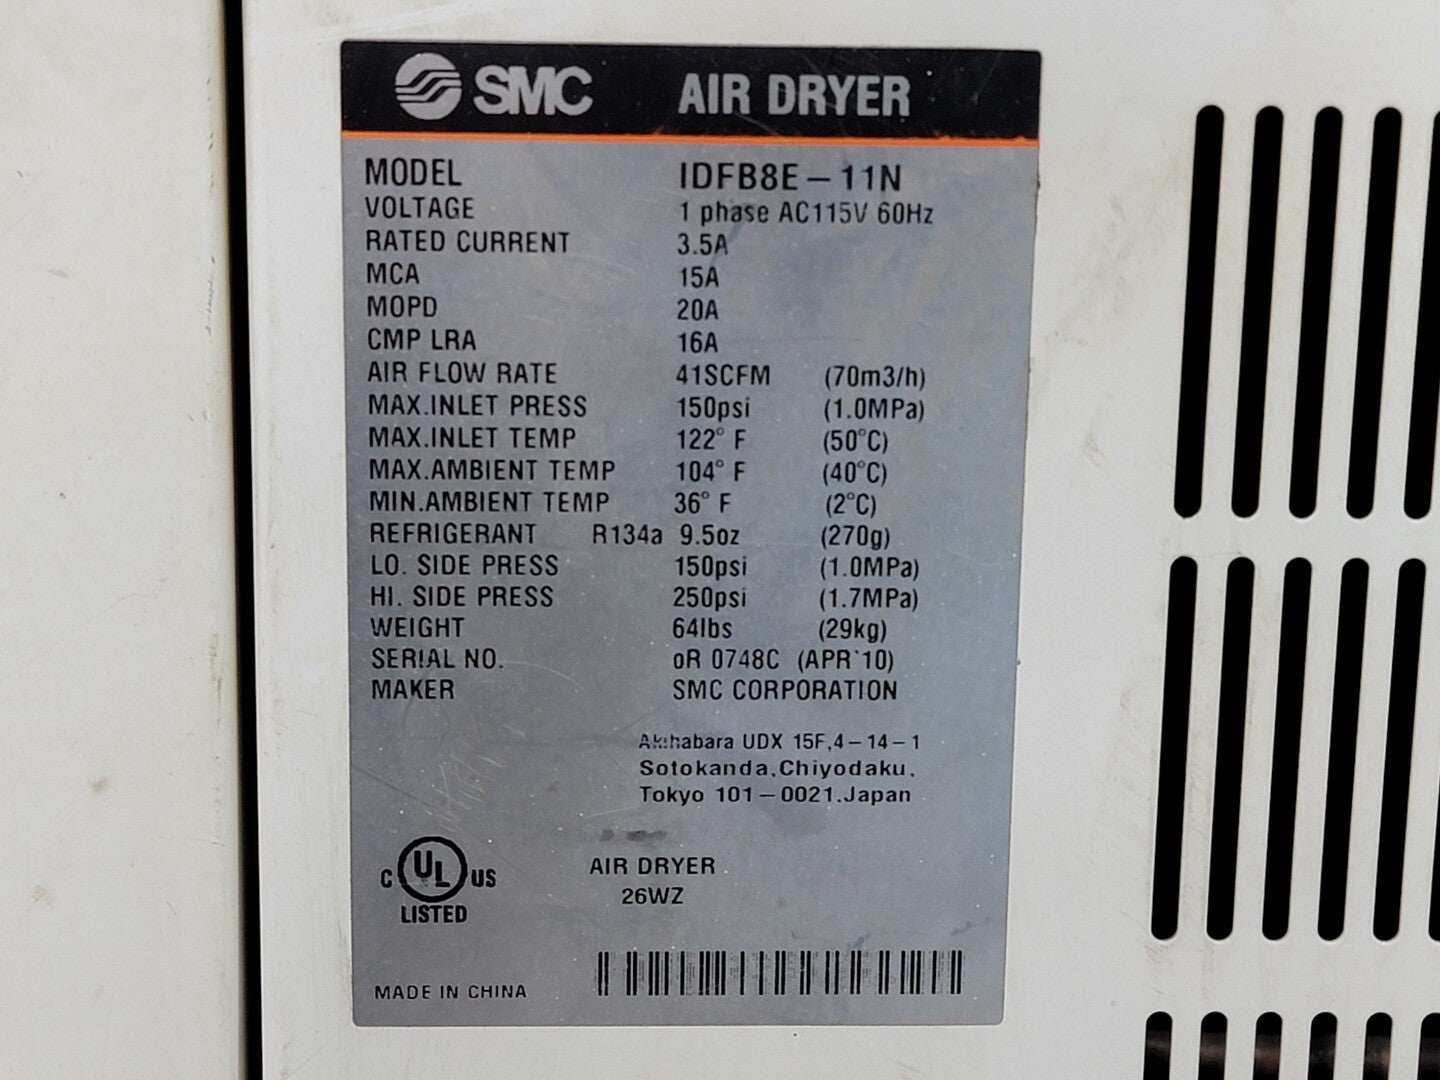 SMC AIR DRYER
MODEL IDFB8E-11N
VOLTAGE 1 phase AC115V 60Hz
RATED CURRENT 3.5A
MCA 15A
MOPD 20A
CMP LRA 16A
AIR FLOW RATE 41SCFM (70m3/h)
MAX.INLET PRESS 150psi (1.0MPa)
MAX.INLET TEMP 122° F (50°C)
MAX.AMBIENT TEMP 104° F (40°C)
MIN.AMBIENT TEMP 36° F (2°C)
REFRIGERANT R134a 9.5oz (270g)
LO. SIDE PRESS 150psi (1.0MPa)
HI. SIDE PRESS 250psi (1.7MPa)
WEIGHT 64lbs (29kg)
SERIAL NO. oR 0748C (APR'10)
MAKER SMC CORPORATION
Akihabara UDX 15F,4-14-1
Sotokanda,Chiyodaku,
Tokyo 101-0021,Japan
C UL US
LISTED
AIR DRYER
26WZ
MADE IN CHINA